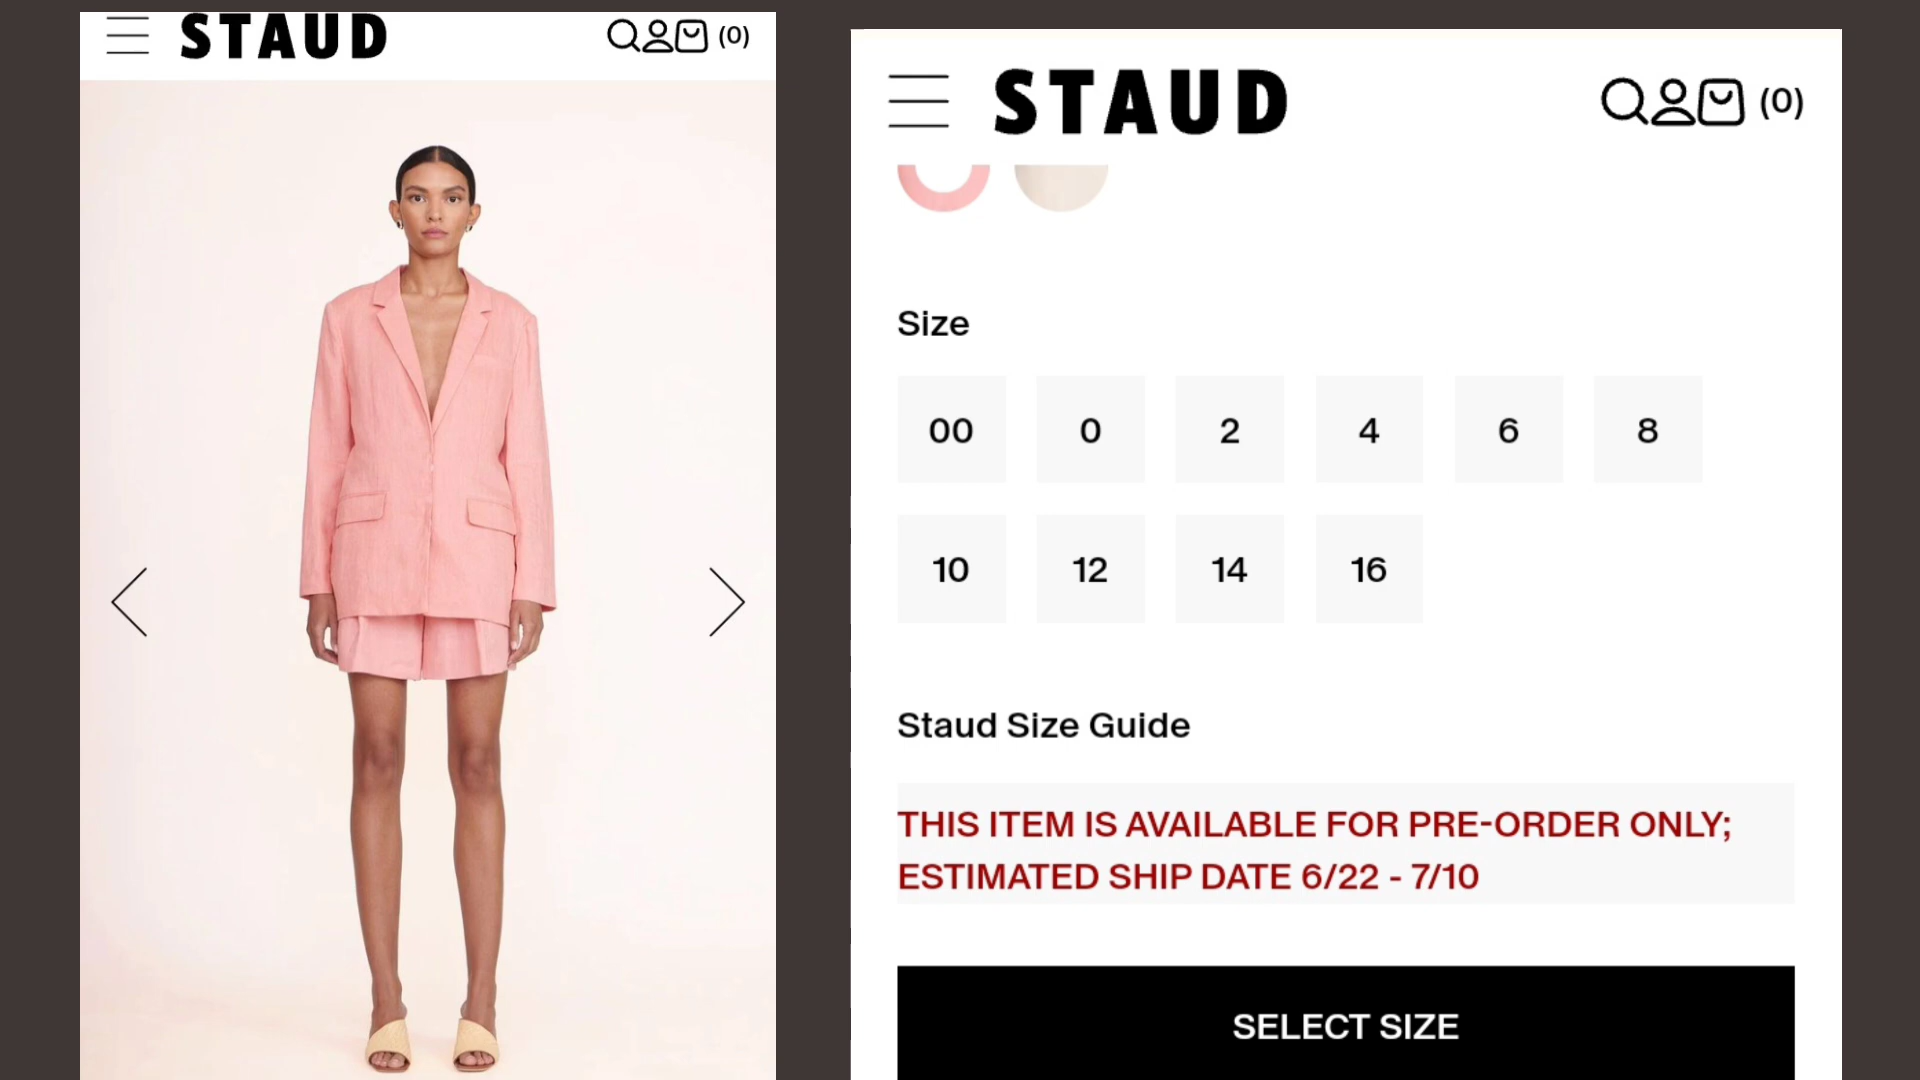 STAUD
(0)
STAUD
(0)
Size
00 0 2 4 6 8
10 12 14 16
Staud Size Guide
THIS ITEM IS AVAILABLE FOR PRE-ORDER ONLY;
ESTIMATED SHIP DATE 6/22 - 7/10
SELECT SIZE